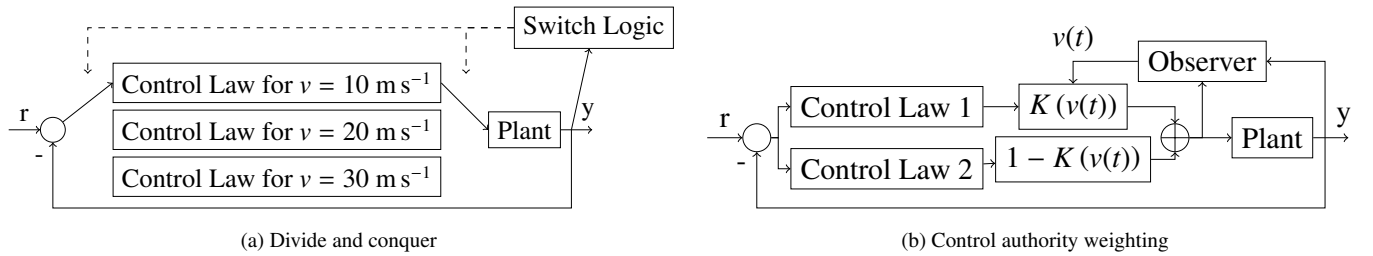 Switch Logic
Control Law for v = 10 m s⁻¹
r
y
Control Law for v = 20 m s⁻¹
Plant
-
Control Law for v = 30 m s⁻¹
(a) Divide and conquer
v(t)
Observer
Control Law 1
K (v(t))
r
y
Plant
-
Control Law 2
1 − K (v(t))
(b) Control authority weighting